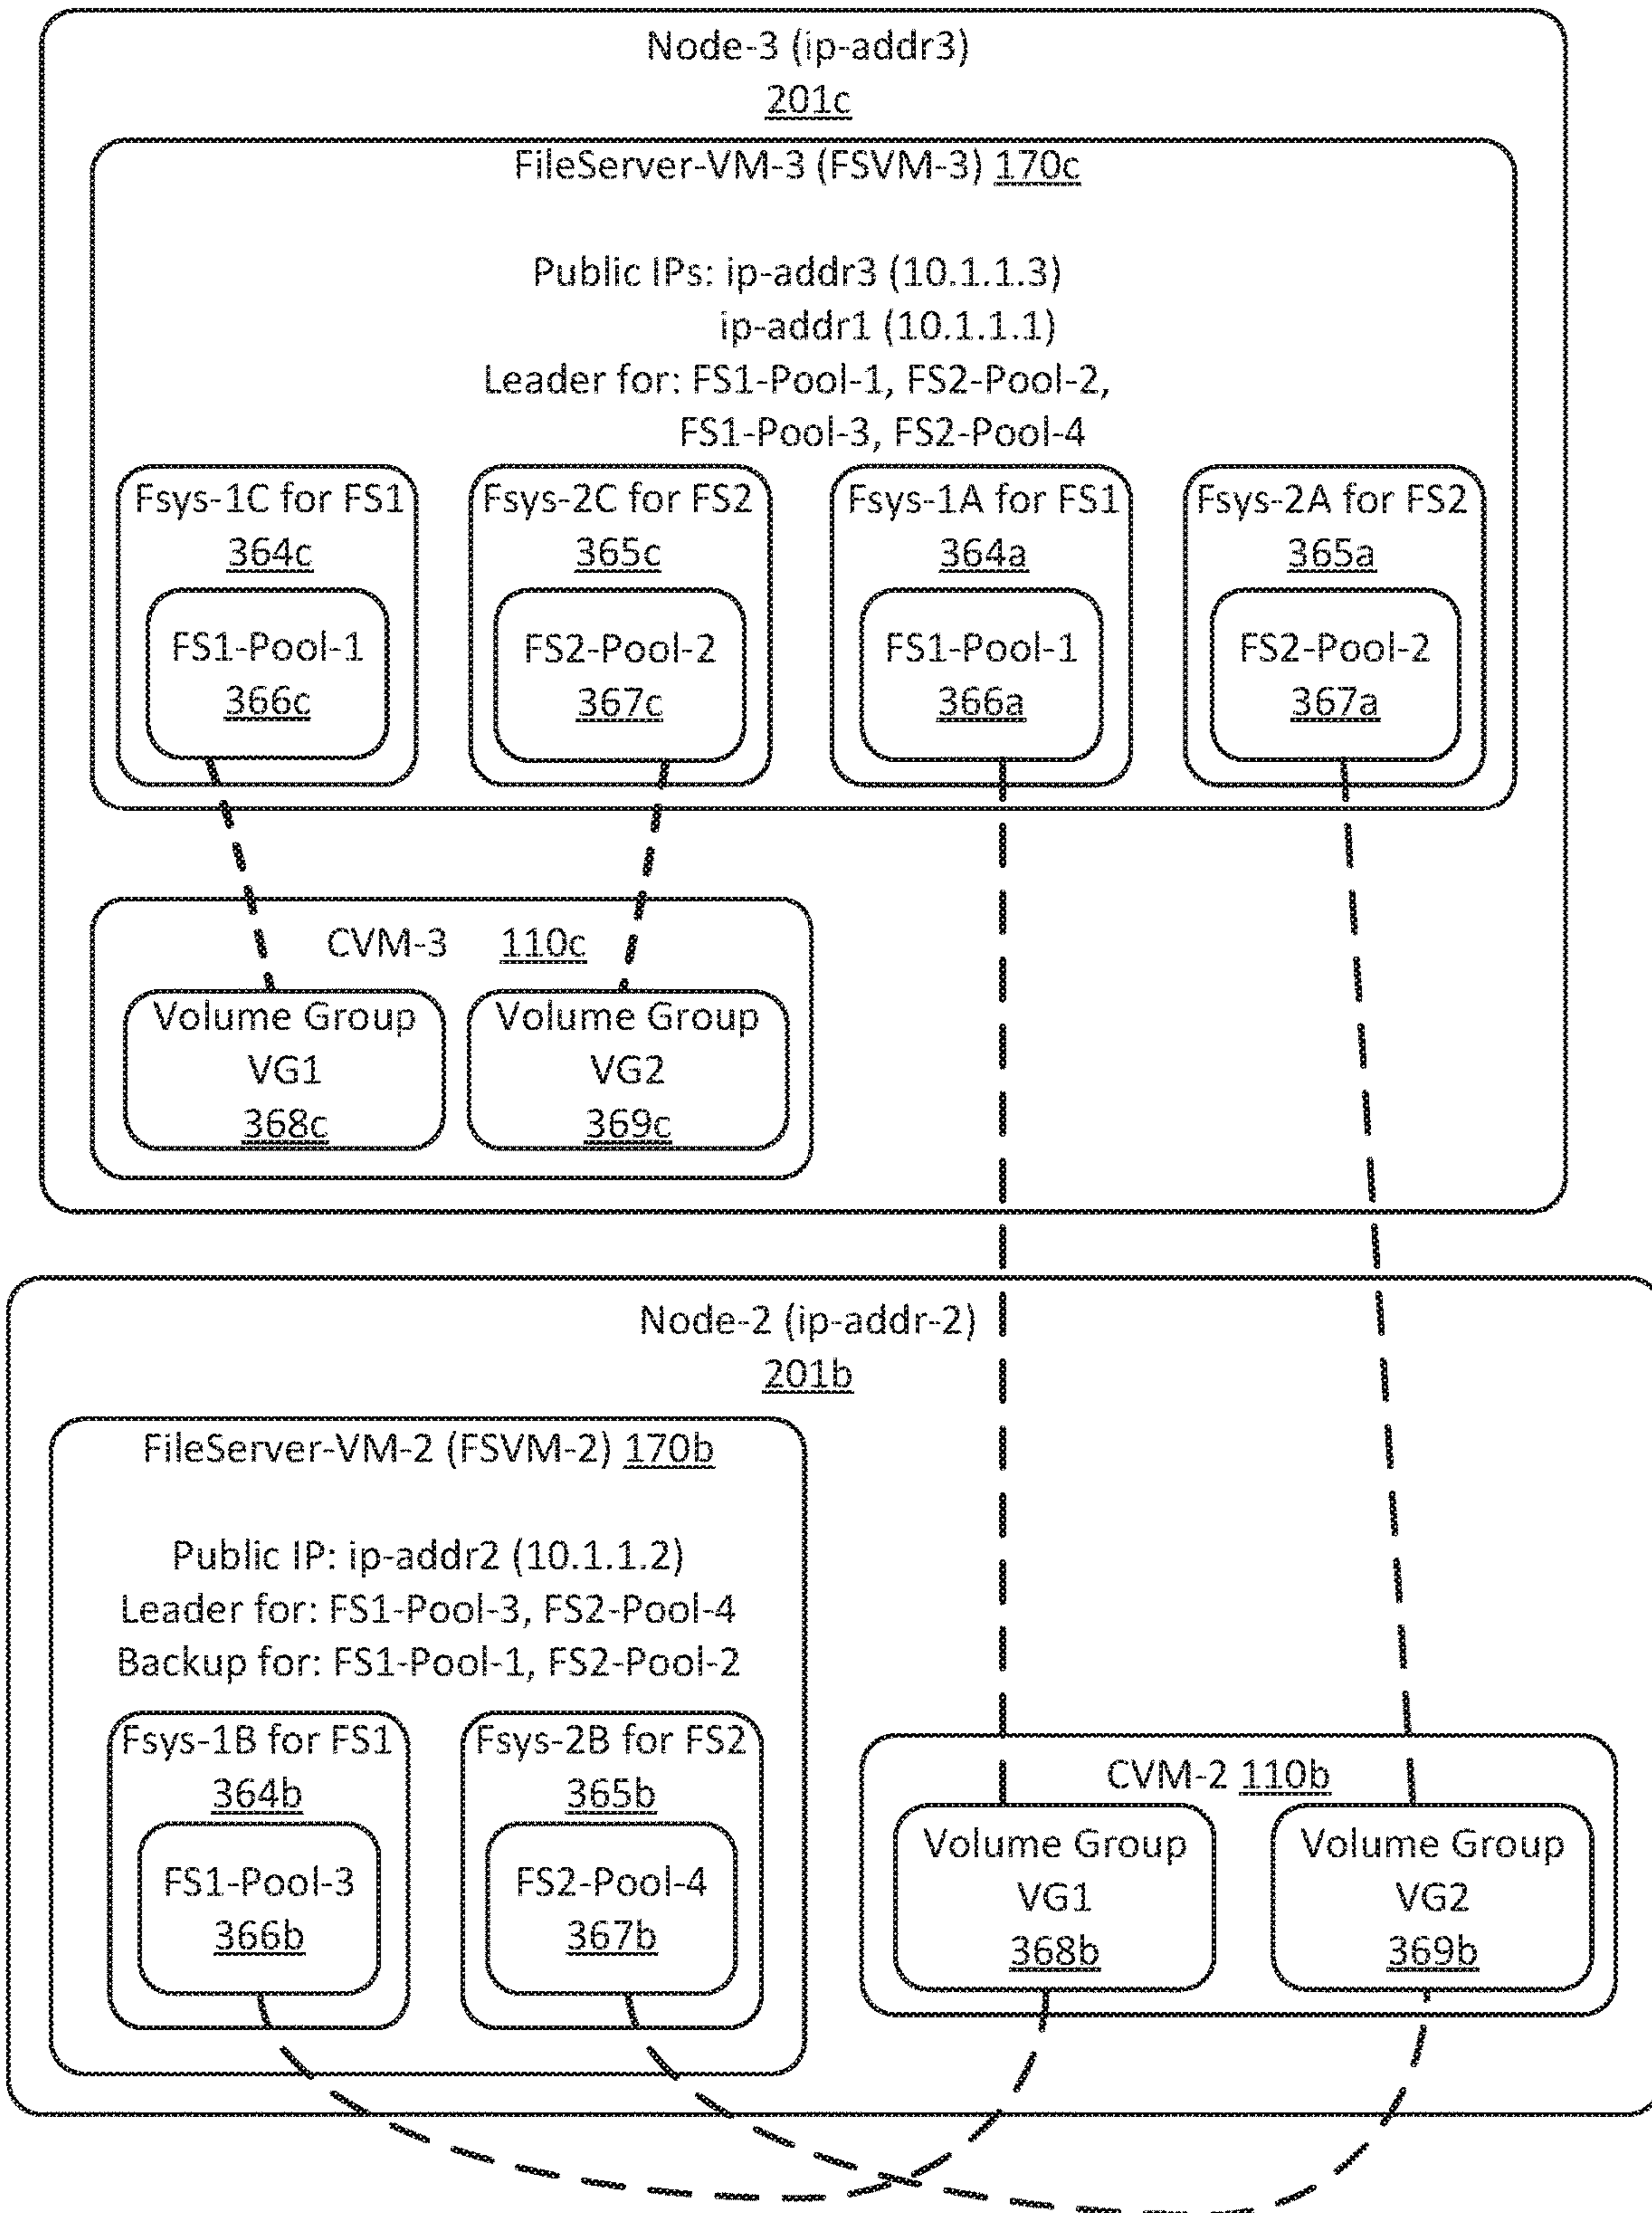 Node-3 (ip-addr3)
201c
FileServer-VM-3 (FSVM-3) 170c
Public IPs: ip-addr3 (10.1.1.3)
ip-addr1 (10.1.1.1)
Leader for: FS1-Pool-1, FS2-Pool-2,
FS1-Pool-3, FS2-Pool-4
Fsys-1C for FS1
364c
FS1-Pool-1
366c
Fsys-2C for FS2
365c
FS2-Pool-2
367c
Fsys-1A for FS1
364a
FS1-Pool-1
366a
Fsys-2A for FS2
365a
FS2-Pool-2
367a
CVM-3 110c
Volume Group
VG1
368c
Volume Group
VG2
369c
Node-2 (ip-addr-2)
201b
FileServer-VM-2 (FSVM-2) 170b
Public IP: ip-addr2 (10.1.1.2)
Leader for: FS1-Pool-3, FS2-Pool-4
Backup for: FS1-Pool-1, FS2-Pool-2
Fsys-1B for FS1
364b
FS1-Pool-3
366b
Fsys-2B for FS2
365b
FS2-Pool-4
367b
CVM-2 110b
Volume Group
VG1
368b
Volume Group
VG2
369b